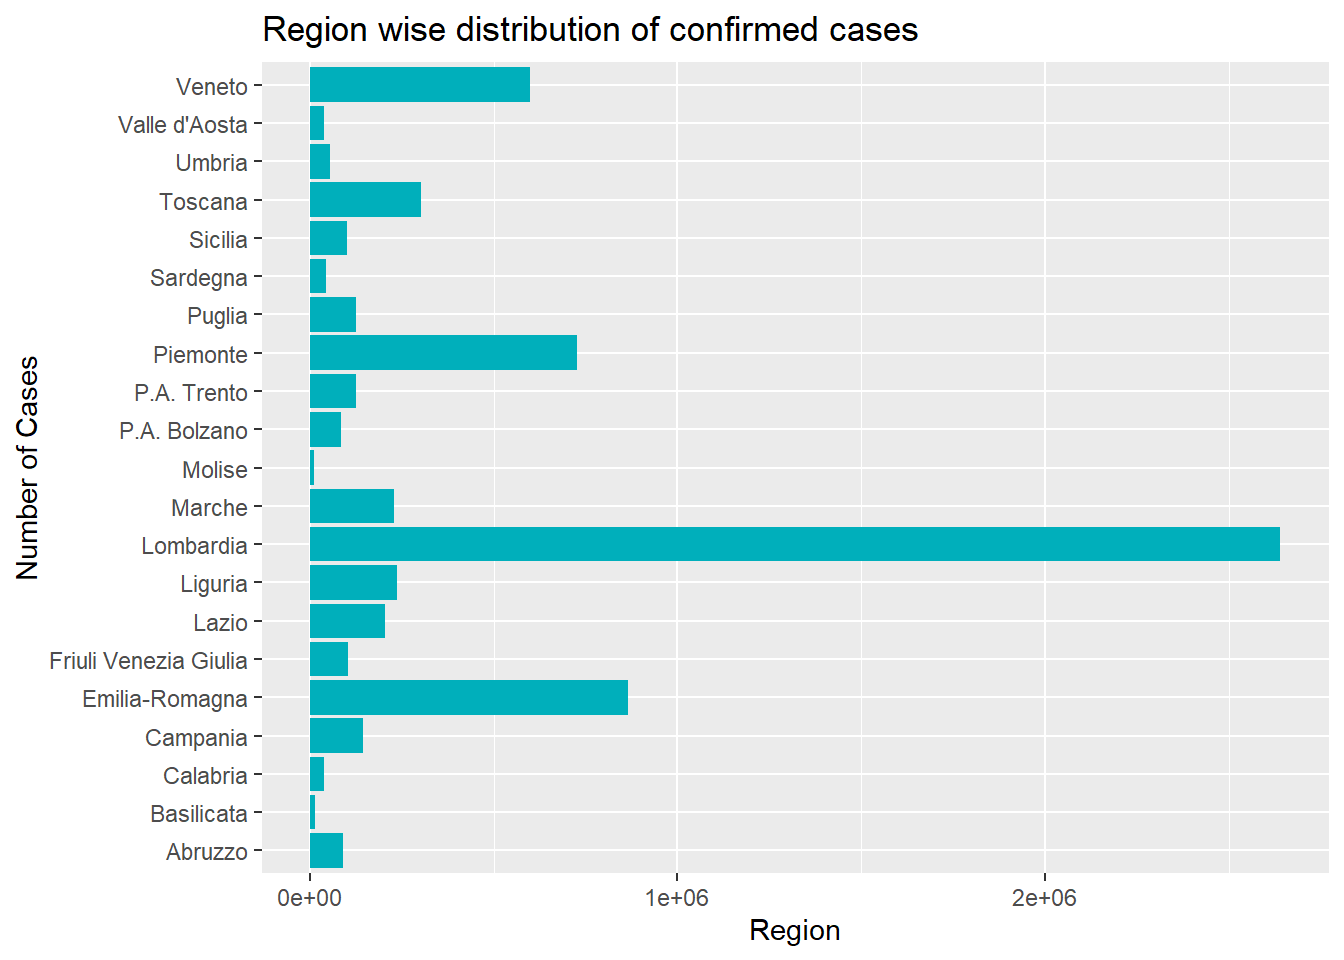 Region wise distribution of confirmed cases
Number of Cases
Veneto
Valle d'Aosta
Umbria
Toscana
Sicilia
Sardegna
Puglia
Piemonte
P.A. Trento
P.A. Bolzano
Molise
Marche
Lombardia
Liguria
Lazio
Friuli Venezia Giulia
Emilia-Romagna
Campania
Calabria
Basilicata
Abruzzo
0e+00 1e+06 2e+06
Region